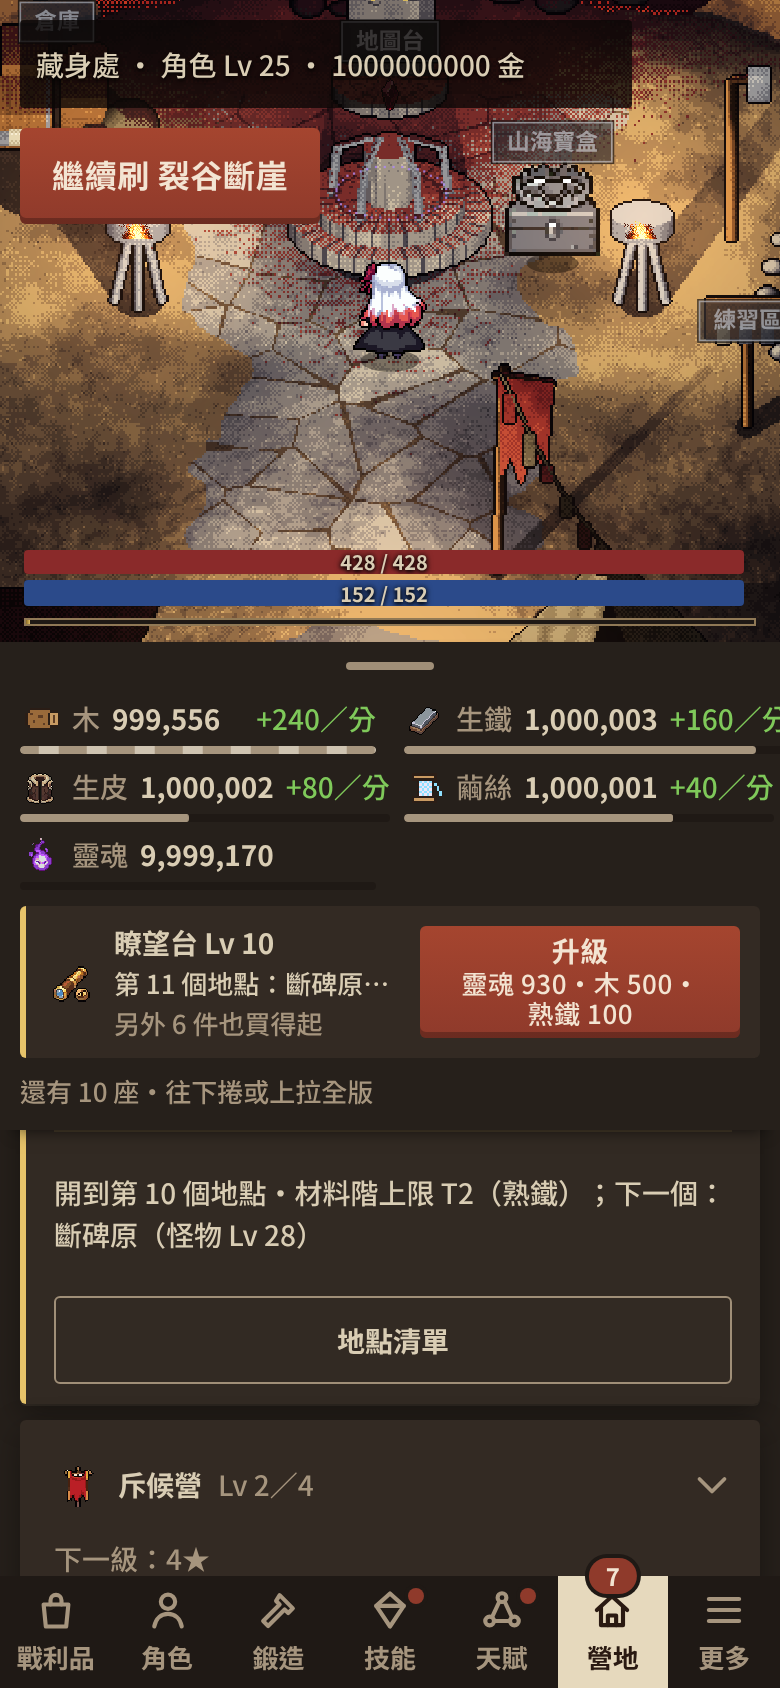 倉庫
地圖台
藏身處 · 角色 Lv 25 · 1000000000 金
繼續刷 裂谷斷崖
山海寶盒
練習區
428 / 428
152 / 152
木 999,556 +240／分
生鐵 1,000,003 +160／分
生皮 1,000,002 +80／分
繭絲 1,000,001 +40／分
靈魂 9,999,170
瞭望台 Lv 10
第 11 個地點：斷碑原…
另外 6 件也買得起
升級
靈魂 930・木 500・
熟鐵 100
還有 10 座・往下捲或上拉全版
開到第 10 個地點・材料階上限 T2（熟鐵）；下一個：
斷碑原（怪物 Lv 28）
地點清單
斥候營 Lv 2／4
下一級：4★
7
戰利品
角色
鍛造
技能
天賦
營地
更多